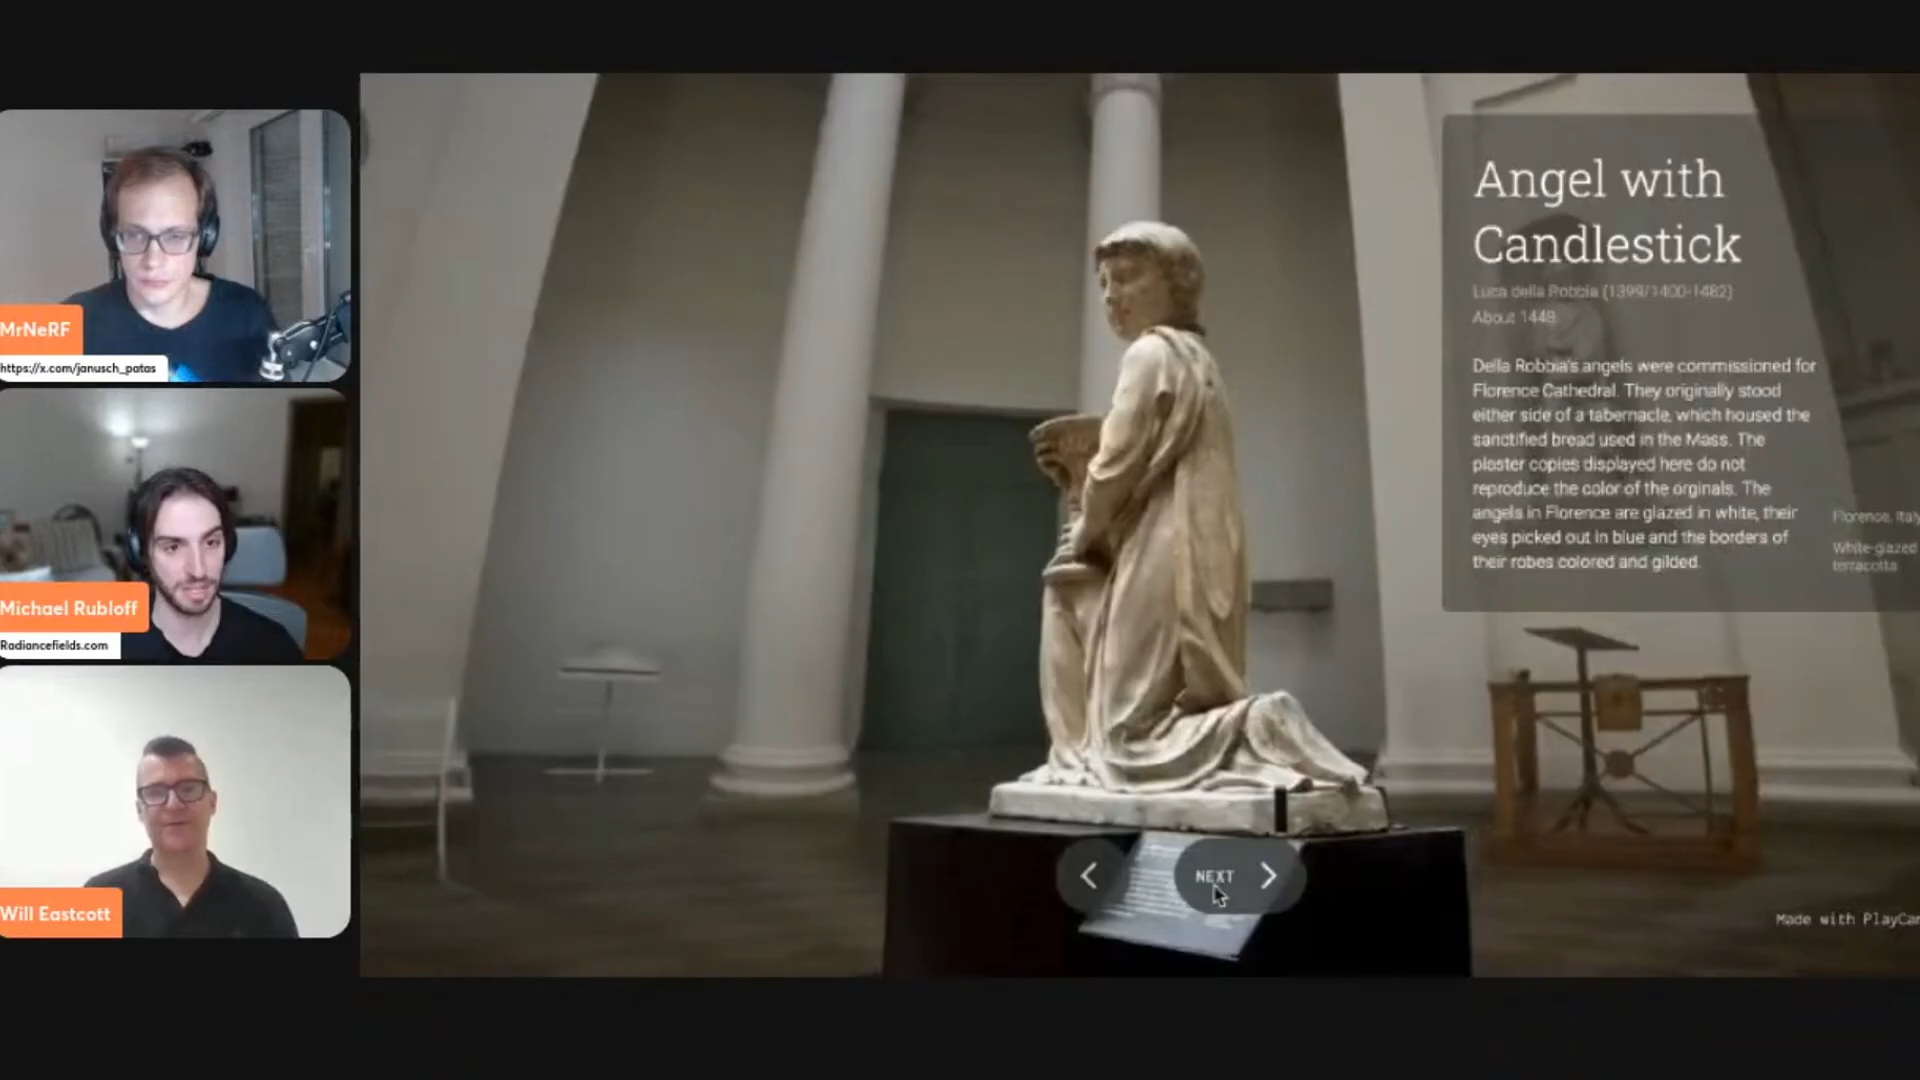 MrNeRF
https://x.com/janusch_patas
Michael Rubloff
Radiancefields.com
Will Eastcott
Angel with
Candlestick
Luca della Robbia (1399/1400-1482)
About 1448
Della Robbia's angels were commissioned for
Florence Cathedral. They originally stood
either side of a tabernacle, which housed the
sanctified bread used in the Mass. The
plaster copies displayed here do not
reproduce the color of the orginals. The
angels in Florence are glazed in white, their
eyes picked out in blue and the borders of
their robes colored and gilded.
Florence, Italy
White-glazed
terracotta
NEXT
Made with PlayCan